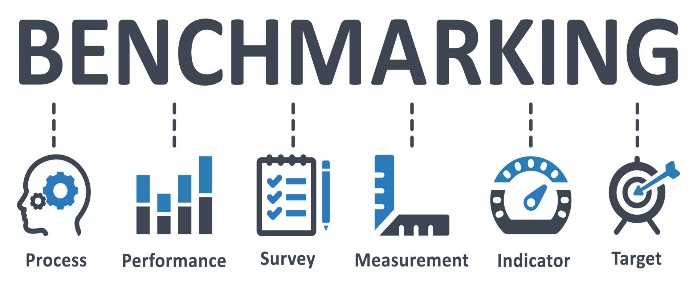 BENCHMARKING
Process Performance Survey Measurement Indicator Target